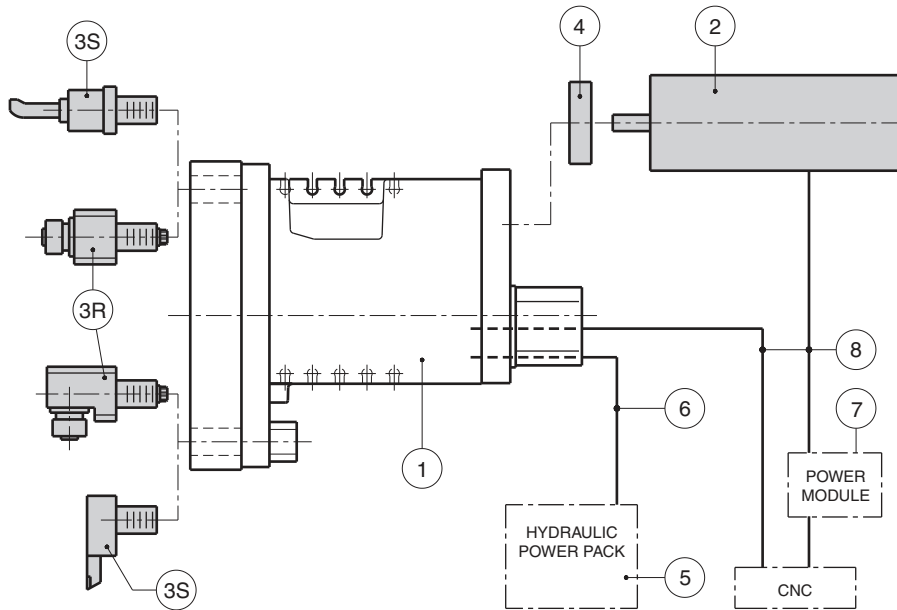 3S
4
2
3R
8
6
7
1
POWER
MODULE
HYDRAULIC
POWER PACK
5
3S
CNC